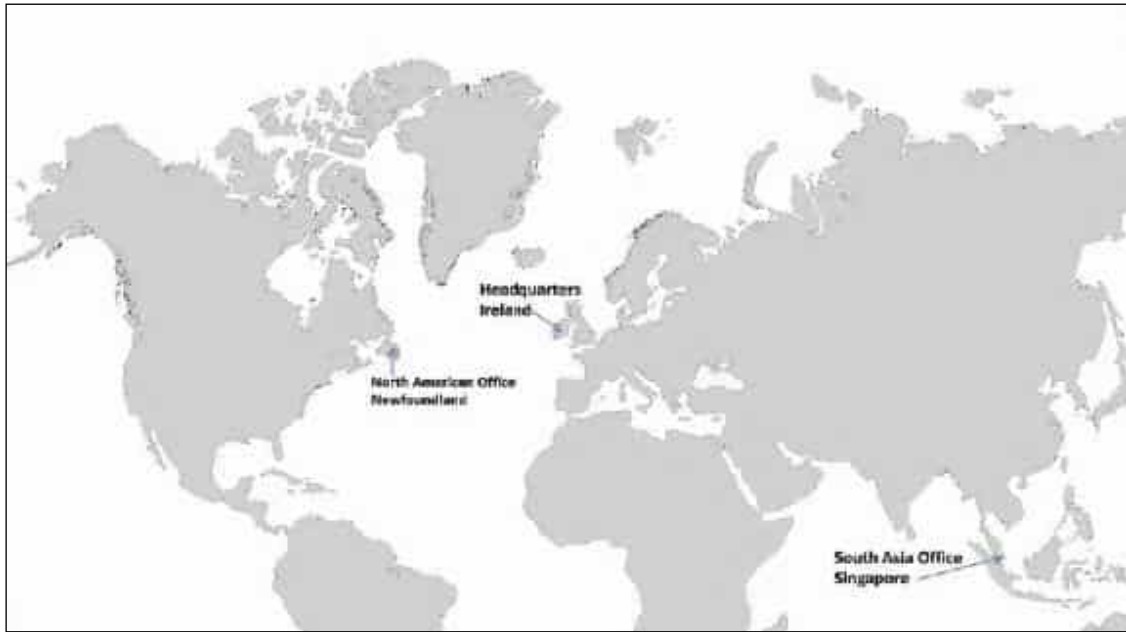 Headquarters
Ireland
North American Office
Newfoundland
South Asia Office
Singapore